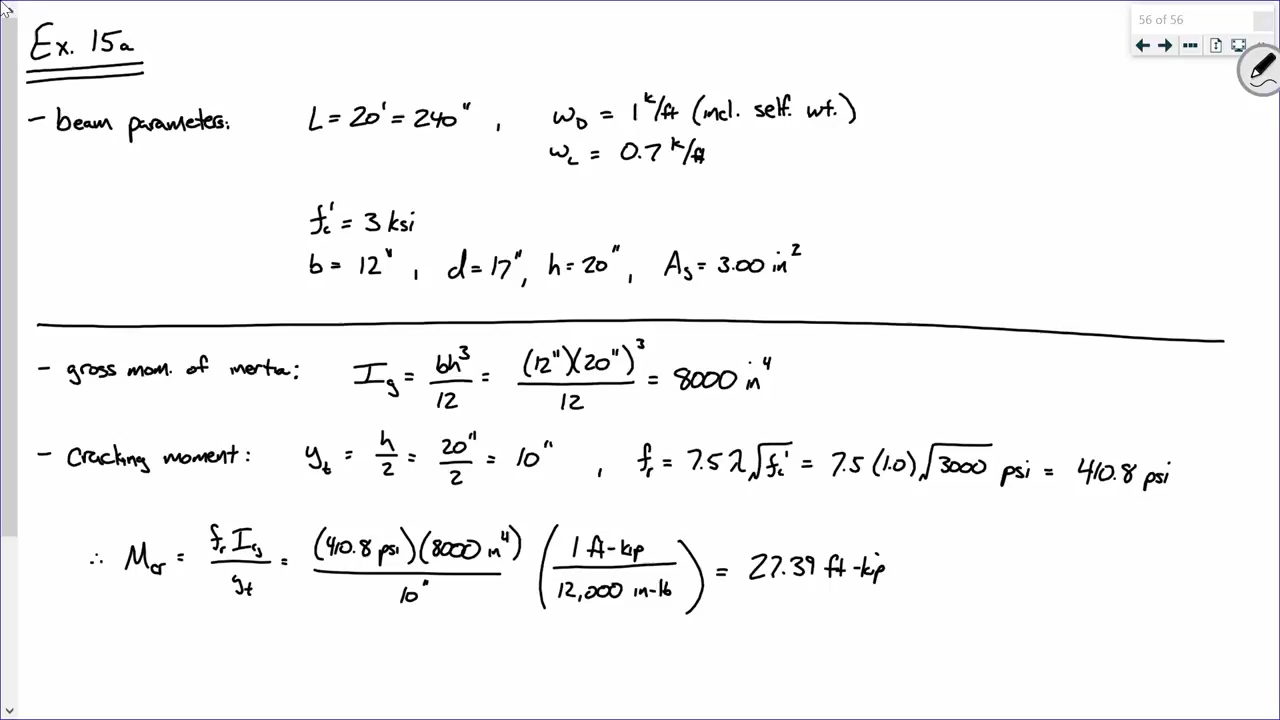 56 of 56
Ex. 15a
- beam parameters: L = 20' = 240" , w_D = 1 k/ft (incl. self. wt.)
w_L = 0.7 k/ft
f_c' = 3 ksi
b = 12" , d = 17" , h = 20" , A_s = 3.00 in²
- gross mom. of inertia: I_g = bh³/12 = (12")(20")³/12 = 8000 in⁴
- Cracking moment: y_t = h/2 = 20"/2 = 10" , f_r = 7.5 λ √f_c' = 7.5 (1.0) √3000 psi = 410.8 psi
∴ M_cr = f_r I_g / y_t = (410.8 psi)(8000 in⁴)/10" (1 ft-kip/12,000 in-lb) = 27.39 ft-kip